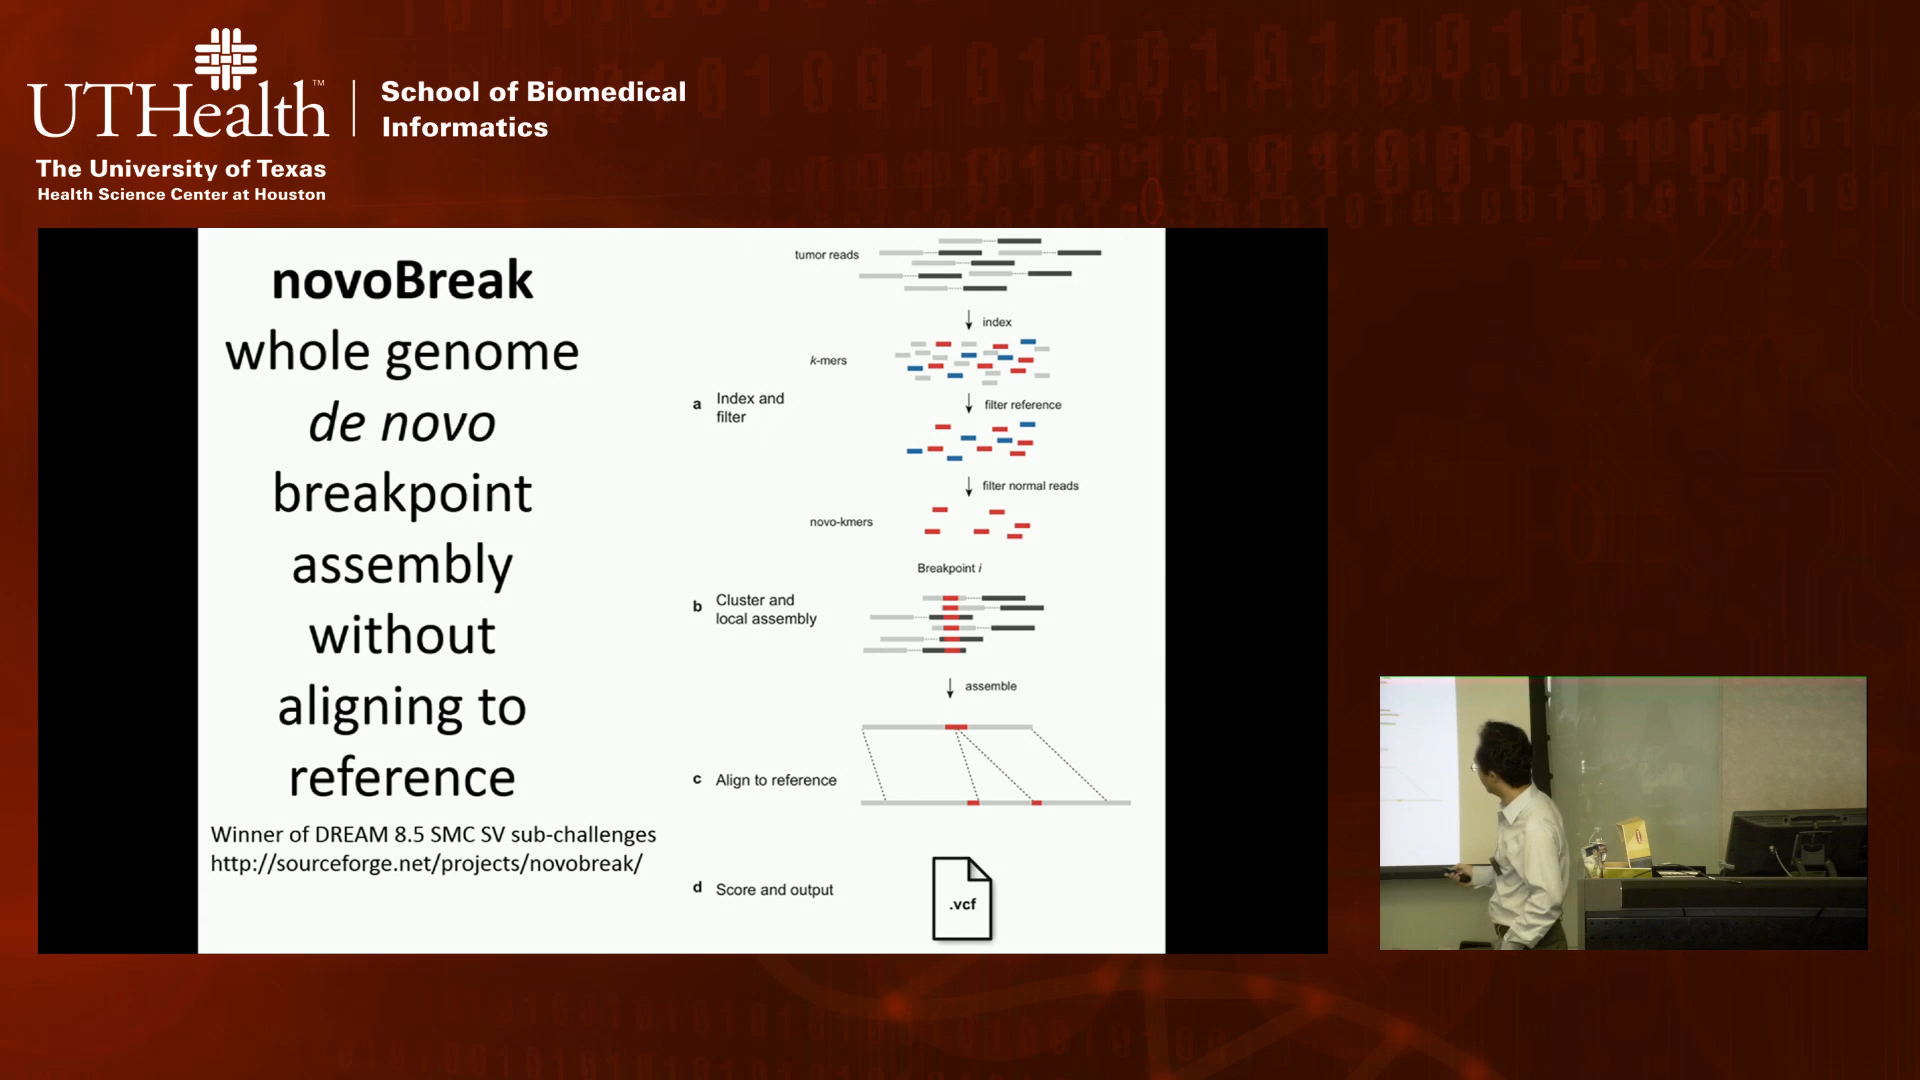 UTHealth™
School of Biomedical
Informatics
The University of Texas
Health Science Center at Houston
novoBreak
whole genome
de novo
breakpoint
assembly
without
aligning to
reference
Winner of DREAM 8.5 SMC SV sub-challenges
http://sourceforge.net/projects/novobreak/
tumor reads
index
k-mers
filter reference
a Index and
filter
filter normal reads
novo-kmers
Breakpoint i
b Cluster and
local assembly
assemble
c Align to reference
d Score and output
.vcf